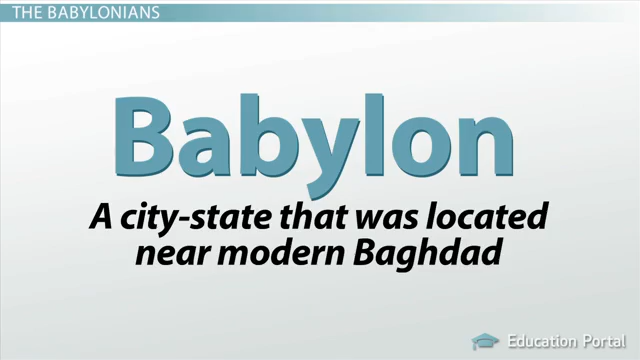 THE BABYLONIANS
Babylon
A city-state that was located
near modern Baghdad
Education Portal